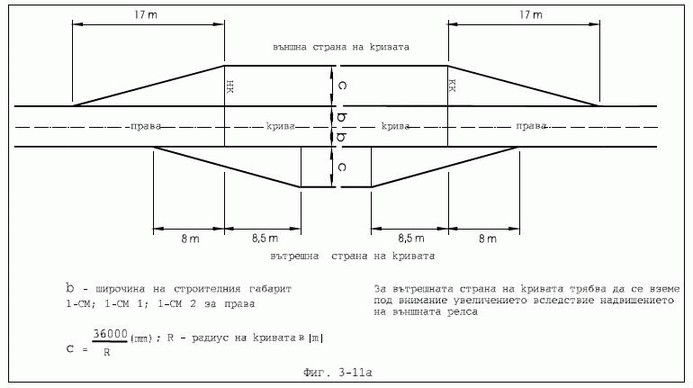 17 m 17 m
външна страна на кривата
НК c КК
права крива b крива права
b
c
8 m 8,5 m 8,5 m 8 m
вътрешна страна на кривата
b - широчина на строителния габарит
1-СМ; 1-СМ 1; 1-СМ 2 за права
За вътрешната страна на кривата трябва да се вземе
под внимание увеличението вследствие надвишението
на външната релса
c = 36000/R (mm) ; R - радиус на кривата в |m|
Фиг. 3-11а